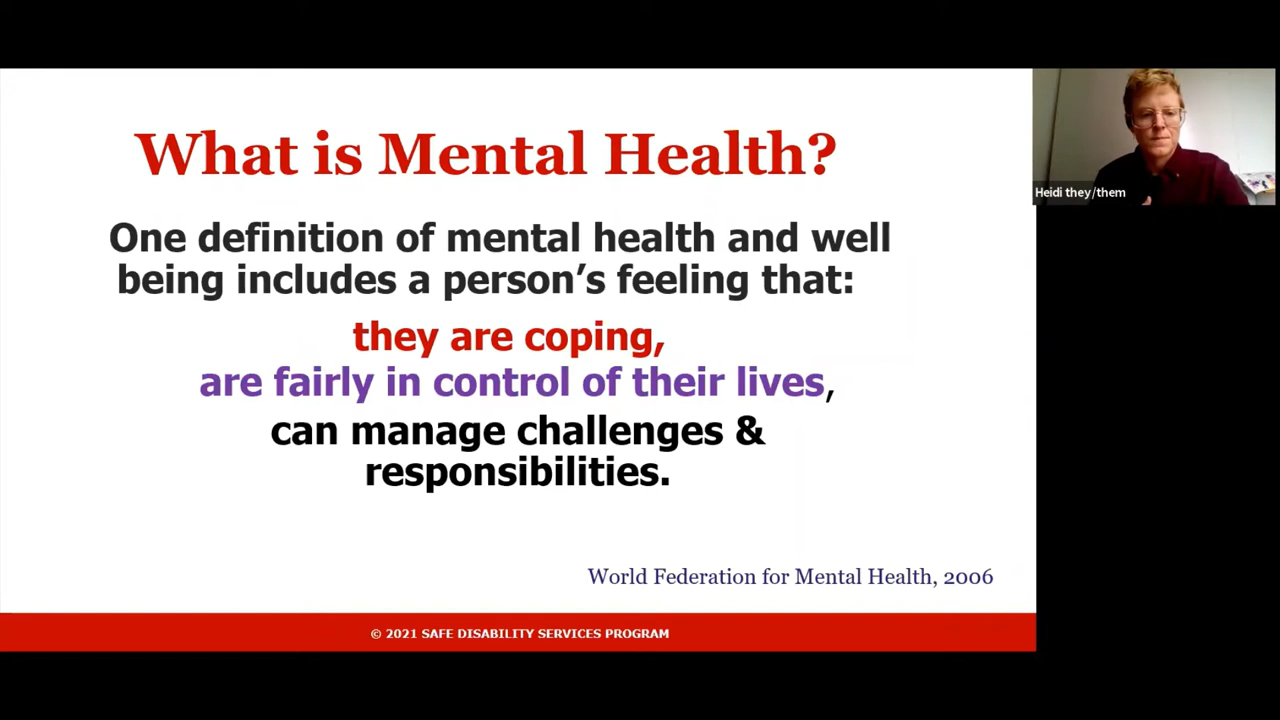 What is Mental Health?
One definition of mental health and well
being includes a person’s feeling that:
they are coping,
are fairly in control of their lives,
can manage challenges &
responsibilities.
World Federation for Mental Health, 2006
© 2021 SAFE DISABILITY SERVICES PROGRAM
Heidi they/them